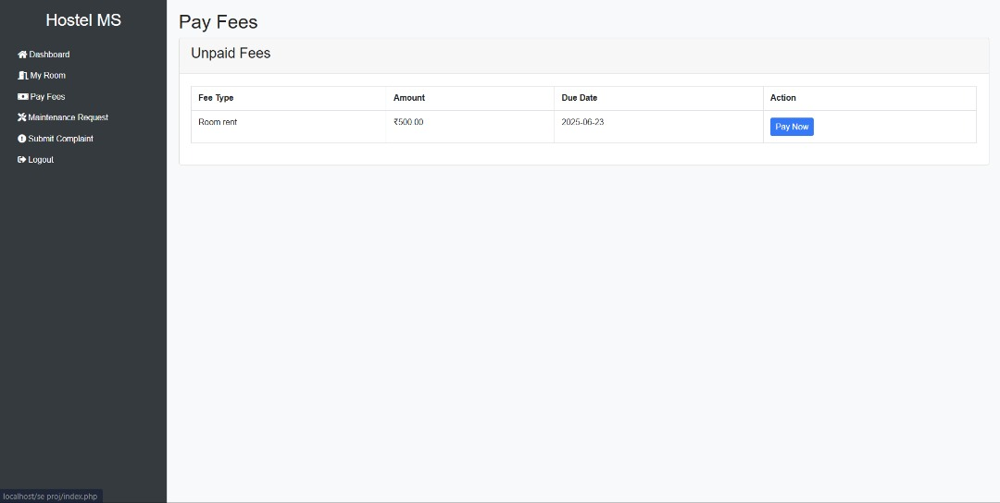 Hostel MS
Dashboard
My Room
Pay Fees
Maintenance Request
Submit Complaint
Logout
Pay Fees
Unpaid Fees
Fee Type Amount Due Date Action
Room rent ₹500.00 2025-06-23 Pay Now
localhost/se proj/index.php